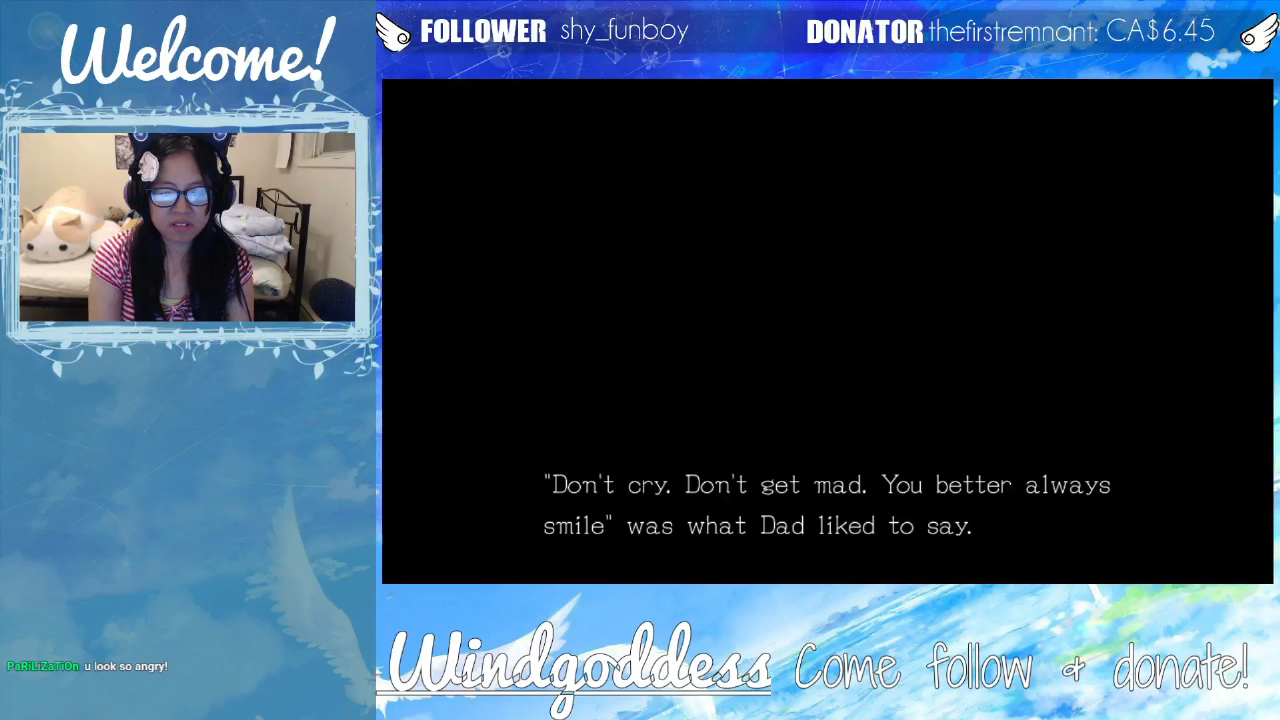 Welcome!
FOLLOWER shy_funboy DONATOR thefirstremnant: CA$6.45
"Don't cry. Don't get mad. You better always
smile" was what Dad liked to say.
PaRiLiZaTiOn u look so angry!
Windgoddess Come follow & donate!